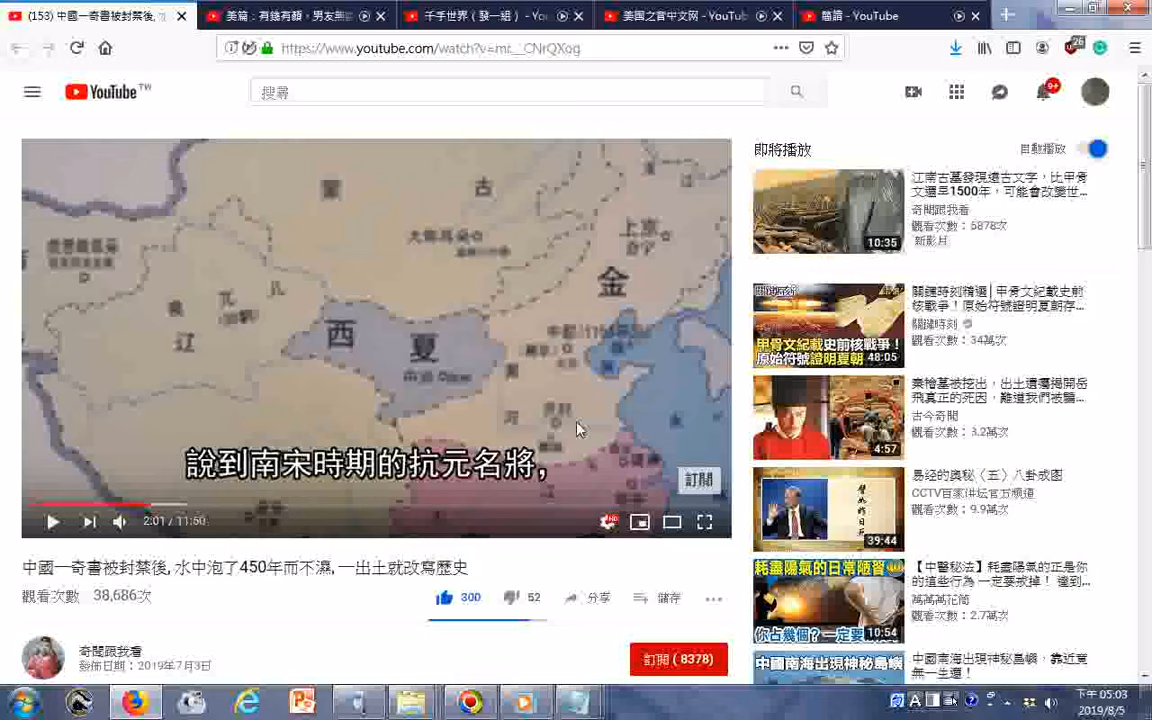 (153) 中國一奇書被封禁後,
美篇：有錢有顏，男友無
千手世界（發一組）- Yo
美国之音中文网 - YouTub
簡譜 - YouTube
https://www.youtube.com/watch?v=mr.__CNrQXog
26
YouTube TW
搜尋
9+
蒙 古
上京
金
西 夏
辽
說到南宋時期的抗元名將,
訂閱
2:01 / 11:50
中國一奇書被封禁後, 水中泡了450年而不濕, 一出土就改寫歷史
觀看次數：38,686次
300
52
分享
儲存
奇聞跟我看
發佈日期：2019年7月3日
訂閱 (8378)
即將播放
自動播放
江南古墓發現遠古文字，比甲骨
文還早1500年，可能會改變世...
奇聞跟我看
觀看次數：5878次
新影片
10:35
關鍵時刻精選│甲骨文紀載史前
核戰爭！原始符號證明夏朝存...
關鍵時刻
觀看次數：34萬次
甲骨文紀載史前核戰爭！
原始符號證明夏朝
48:05
秦檜墓被挖出，出土遺囑揭開岳
飛真正的死因，難道我們被騙...
古今奇聞
觀看次數：3.2萬次
4:57
易经的奥秘（五）八卦成图
CCTV百家讲坛官方频道
觀看次數：9.9萬次
39:44
【中醫秘法】耗盡陽氣的正是你
的這些行為 一定要戒掉！ 達到...
萬萬萬花筒
觀看次數：2.7萬次
耗盡陽氣的日常陋習
你占幾個？一定要
10:54
中國南海出現神秘島嶼，靠近竟
無一生還！
中國南海出現神秘島嶼
下午 05:03
2019/8/5